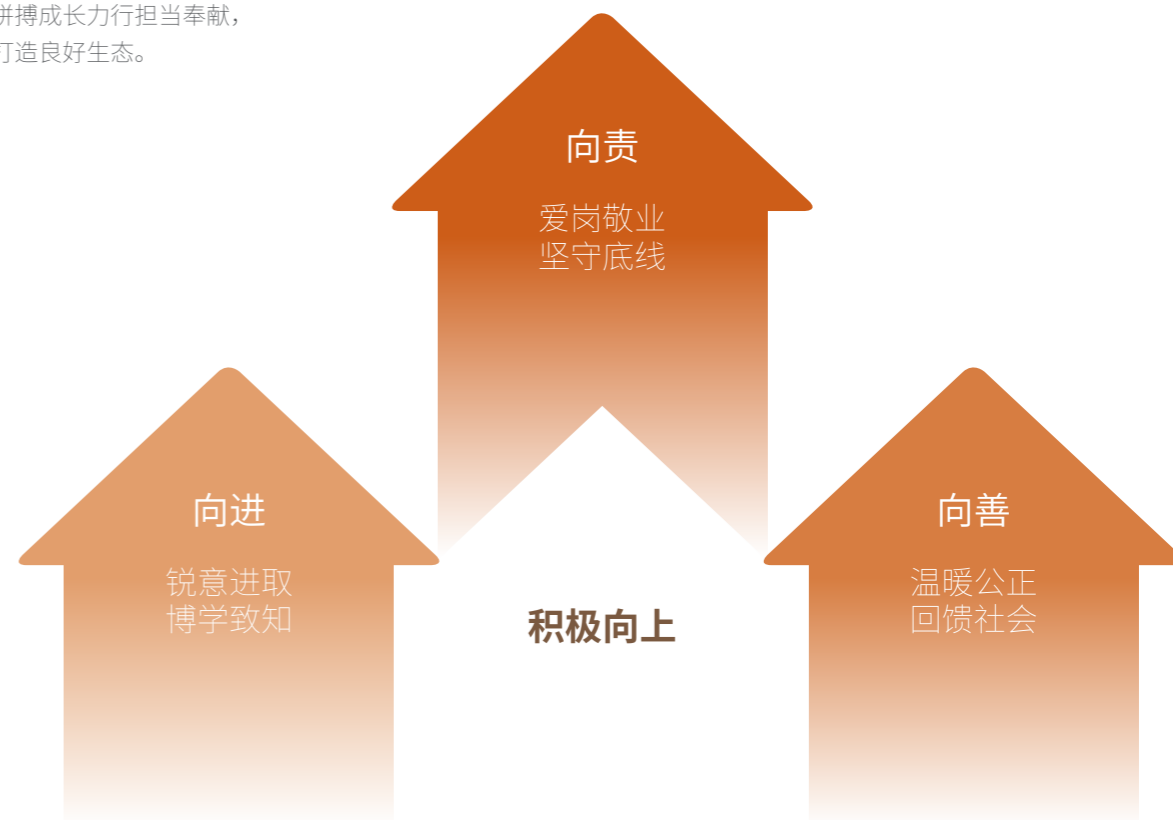 拼搏成长力行担当奉献，
打造良好生态。
向责
爱岗敬业
坚守底线
向进
锐意进取
博学致知
向善
温暖公正
回馈社会
积极向上